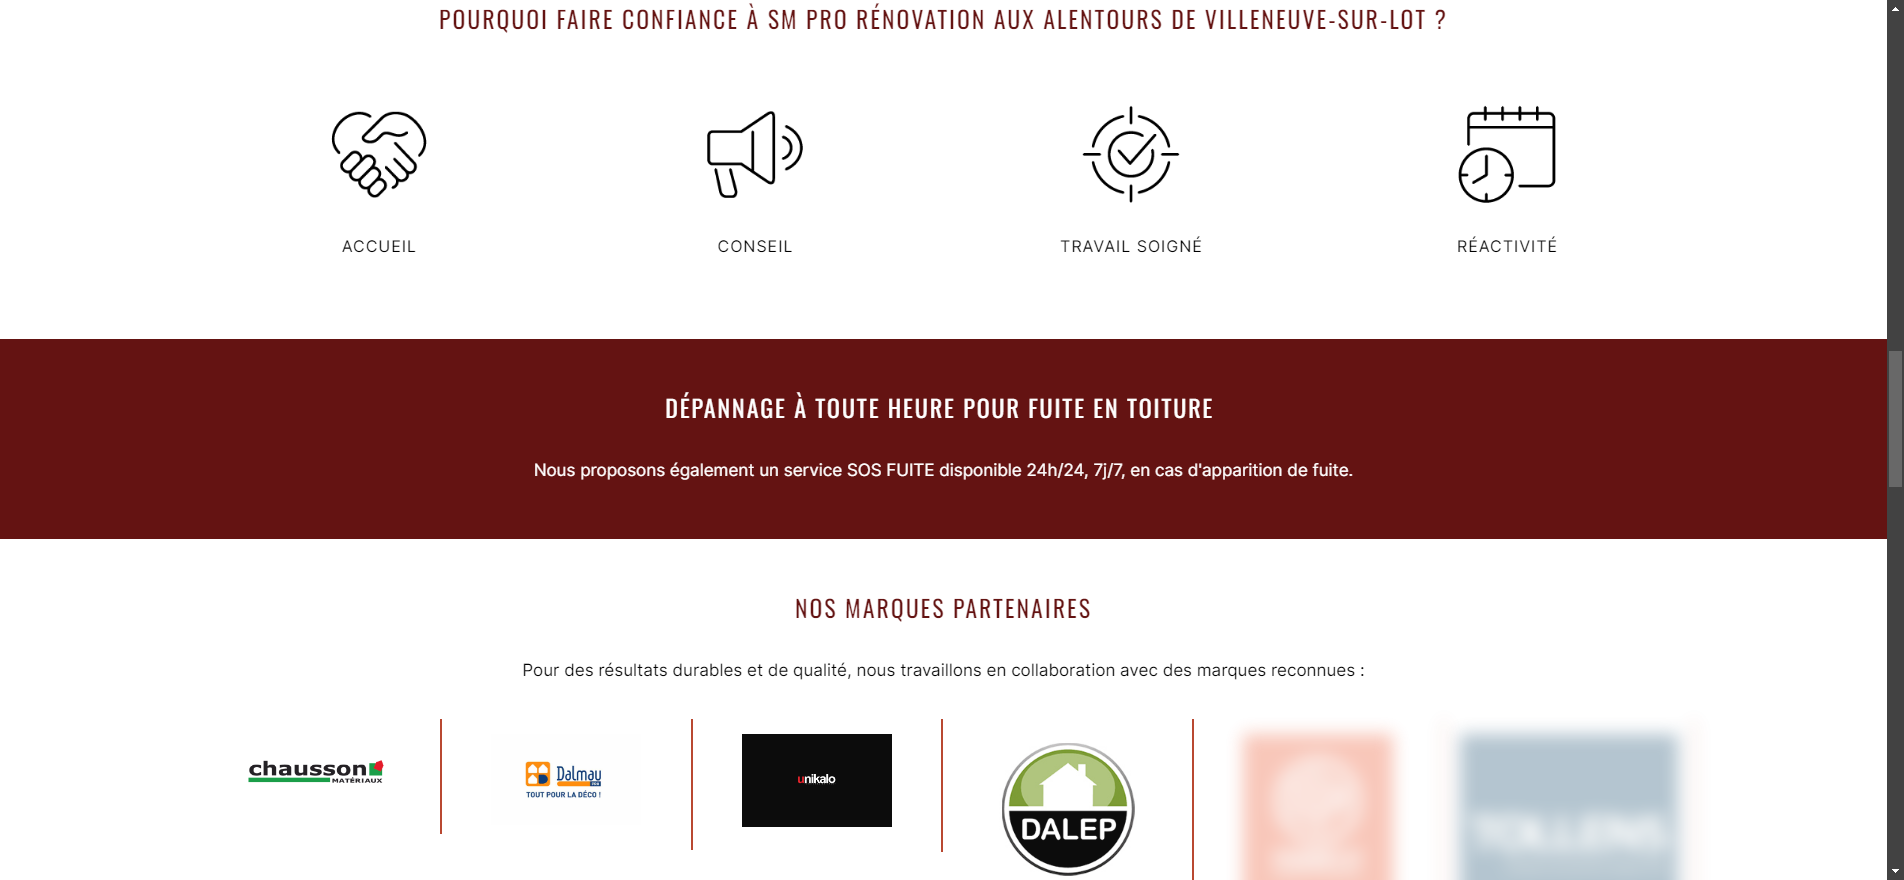 POURQUOI FAIRE CONFIANCE À SM PRO RÉNOVATION AUX ALENTOURS DE VILLENEUVE-SUR-LOT ?
ACCUEIL
CONSEIL
TRAVAIL SOIGNÉ
RÉACTIVITÉ
DÉPANNAGE À TOUTE HEURE POUR FUITE EN TOITURE
Nous proposons également un service SOS FUITE disponible 24h/24, 7j/7, en cas d'apparition de fuite.
NOS MARQUES PARTENAIRES
Pour des résultats durables et de qualité, nous travaillons en collaboration avec des marques reconnues :
chausson
MATÉRIAUX
Dalmau
TOUT POUR LA DÉCO !
unikalo
DALEP
TOLLENS